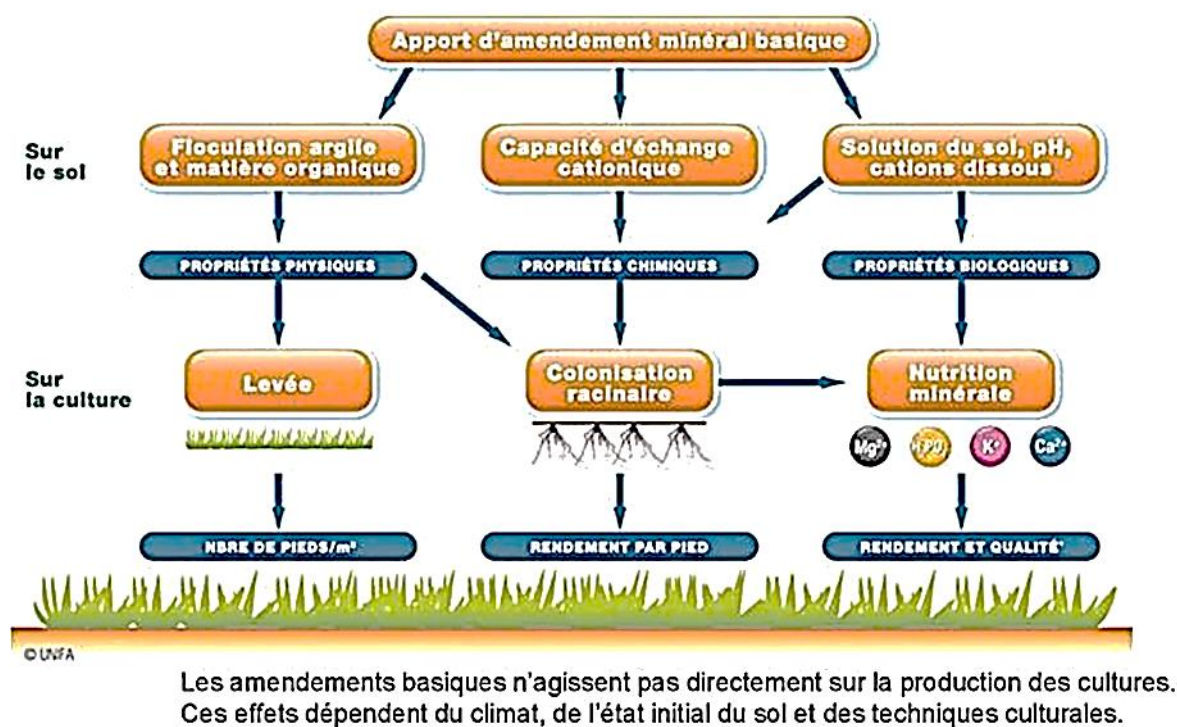 Apport d'amendement minéral basique
Sur
le sol
Floculation argile
et matière organique
Capacité d'échange
cationique
Solution du sol, pH,
cations dissous
PROPRIÉTÉS PHYSIQUES
PROPRIÉTÉS CHIMIQUES
PROPRIÉTÉS BIOLOGIQUES
Sur
la culture
Levée
Colonisation
racinaire
Nutrition
minérale
Mg²⁺
K⁺
Ca²⁺
NBRE DE PIEDS/m²
RENDEMENT PAR PIED
RENDEMENT ET QUALITÉ
© UNIFA
Les amendements basiques n'agissent pas directement sur la production des cultures.
Ces effets dépendent du climat, de l'état initial du sol et des techniques culturales.